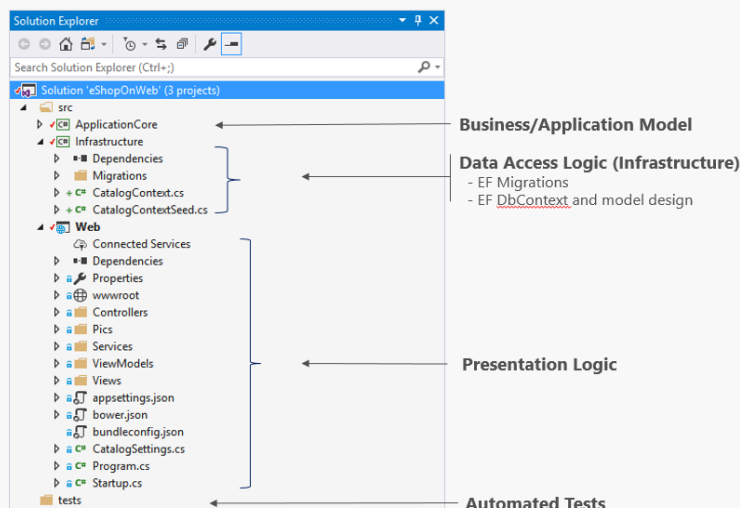 Solution Explorer
Search Solution Explorer (Ctrl+;)
Solution 'eShopOnWeb' (3 projects)
src
C# ApplicationCore
Business/Application Model
C# Infrastructure
Dependencies
Data Access Logic (Infrastructure)
Migrations
- EF Migrations
+ C# CatalogContext.cs
- EF DbContext and model design
+ C# CatalogContextSeed.cs
Web
Connected Services
Dependencies
Properties
wwwroot
Controllers
Pics
Services
ViewModels
Presentation Logic
Views
appsettings.json
bower.json
bundleconfig.json
C# CatalogSettings.cs
C# Program.cs
C# Startup.cs
tests
Automated Tests